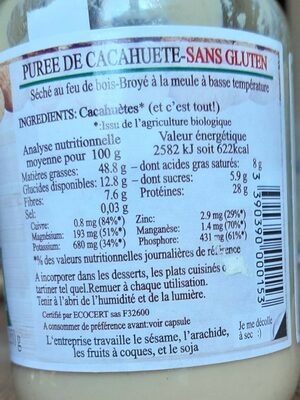 PUREE DE CACAHUETE-SANS GLUTEN
Séché au feu de bois-Broyé à la meule à basse température
INGREDIENTS: Cacahuètes* (et c'est tout!)
*:Issu de l'agriculture biologique
Analyse nutritionnelle moyenne pour 100 g
Valeur énergétique 2582 kJ soit 622kcal
Matières grasses: 48.8 g – dont acides gras saturés: 8 g
Glucides disponibles: 12.8 g – dont sucres: 5.9 g
Fibres: 7.6 g Protéines: 28 g
Sel: 0,03 g
Cuivre: 0.8 mg (84%*) Zinc: 2.9 mg (29%*)
Magnésium: 193 mg (51%*) Manganèse: 1.4 mg (70%*)
Potassium: 680 mg (34%*) Phosphore: 431 mg (61%*)
*% des valeurs nutritionnelles journalières de référence
A incorporer dans les desserts, les plats cuisinés
tartiner tel quel.Remuer à chaque utilisation.
Tenir à l'abri de l'humidité et de la lumière.
Certifié par ECOCERT sas F32600
A consommer de préférence avant:voir capsule
L'entreprise travaille le sésame, l'arachide,
les fruits à coques, et le soja
Je me décolle
à sec :)
3 390390 000153